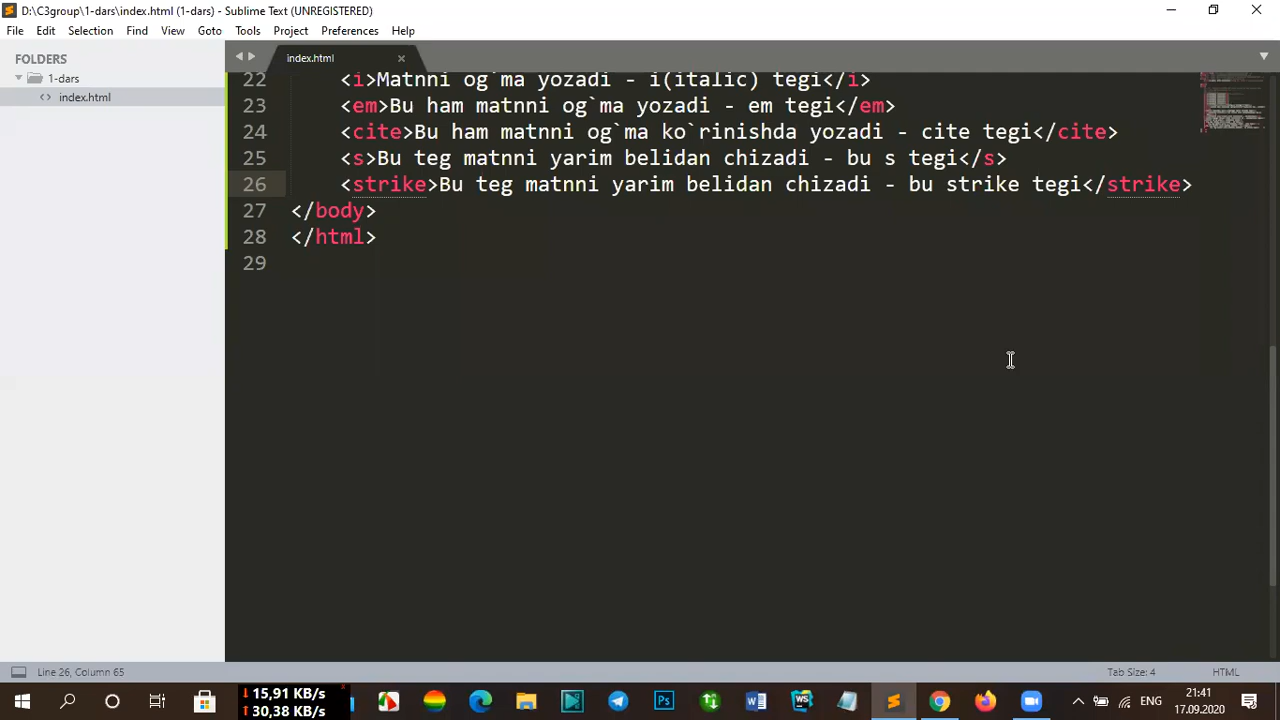 D:\C3group\1-dars\index.html (1-dars) - Sublime Text (UNREGISTERED)
File Edit Selection Find View Goto Tools Project Preferences Help
FOLDERS
1-dars
<> index.html
index.html
22 <i>Matnni og`ma yozadi - i(italic) tegi</i>
23 <em>Bu ham matnni og`ma yozadi - em tegi</em>
24 <cite>Bu ham matnni og`ma ko`rinishda yozadi - cite tegi</cite>
25 <s>Bu teg matnni yarim belidan chizadi - bu s tegi</s>
26 <strike>Bu teg matnni yarim belidan chizadi - bu strike tegi</strike>
27 </body>
28 </html>
29
Line 26, Column 65
Tab Size: 4
HTML
15,91 KB/s
30,38 KB/s
Ps
W
WS
ENG
21:41
17.09.2020